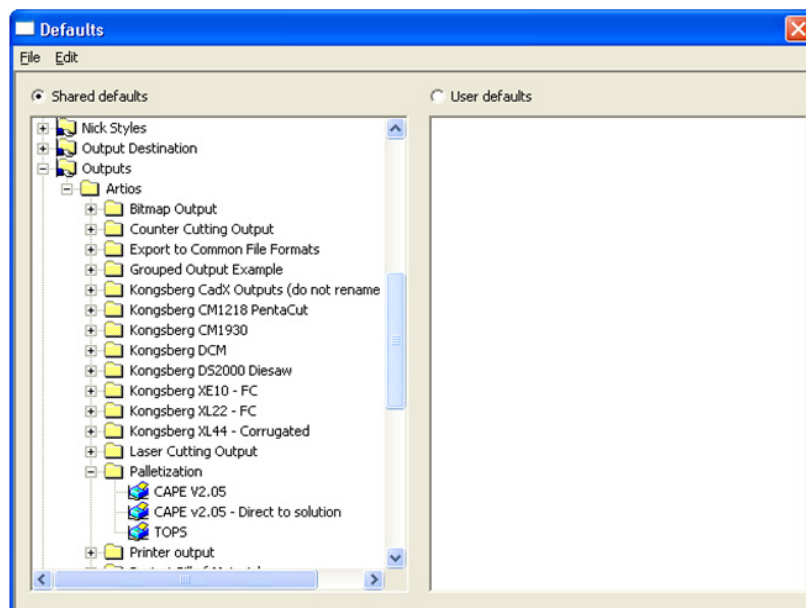 Defaults
File Edit
Shared defaults
User defaults
Nick Styles
Output Destination
Outputs
Artios
Bitmap Output
Counter Cutting Output
Export to Common File Formats
Grouped Output Example
Kongsberg CadX Outputs (do not rename
Kongsberg CM1218 PentaCut
Kongsberg CM1930
Kongsberg DCM
Kongsberg DS2000 Diesaw
Kongsberg XE10 - FC
Kongsberg XL22 - FC
Kongsberg XL44 - Corrugated
Laser Cutting Output
Palletization
CAPE V2.05
CAPE v2.05 - Direct to solution
TOPS
Printer output